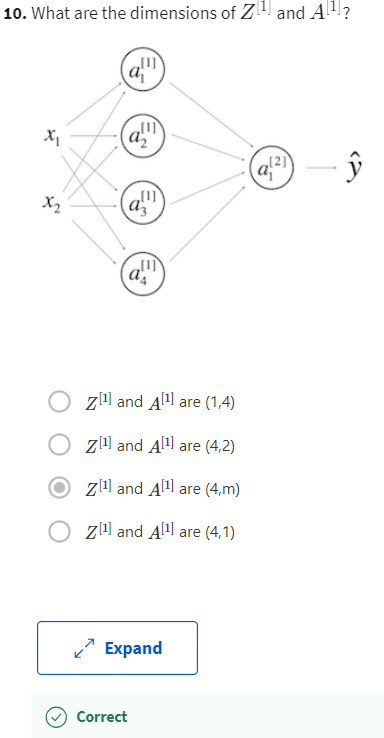 10. What are the dimensions of Z^[1] and A^[1]?
a_1^[1]
x_1
a_2^[1]
a_1^[2]
ŷ
x_2
a_3^[1]
a_4^[1]
Z^[1] and A^[1] are (1,4)
Z^[1] and A^[1] are (4,2)
Z^[1] and A^[1] are (4,m)
Z^[1] and A^[1] are (4,1)
Expand
Correct